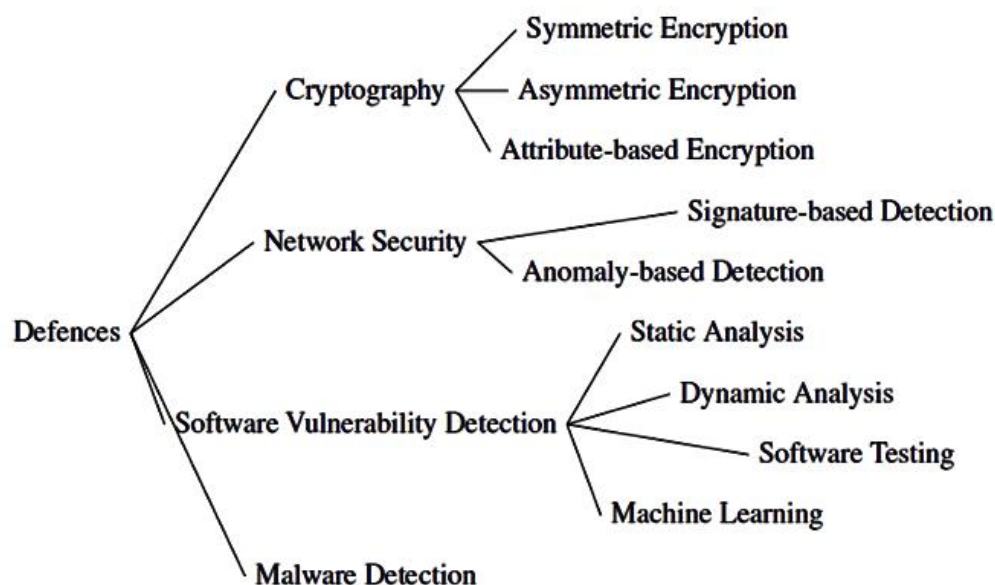 Symmetric Encryption
Cryptography
Asymmetric Encryption
Attribute-based Encryption
Signature-based Detection
Network Security
Anomaly-based Detection
Defences
Static Analysis
Dynamic Analysis
Software Vulnerability Detection
Software Testing
Machine Learning
Malware Detection